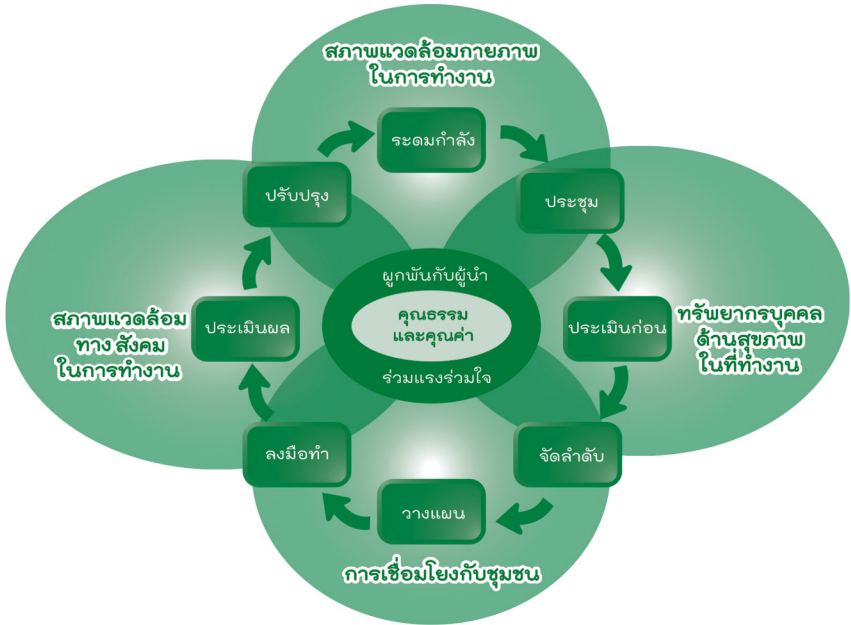 สภาพแวดล้อมกายภาพ
ในการทำงาน
ระดมกำลัง
ปรับปรุง
ประชุม
ผูกพันกับผู้นำ
คุณธรรม
และคุณค่า
ร่วมแรงร่วมใจ
สภาพแวดล้อม
ทาง สังคม
ในการทำงาน
ประเมินผล
ประเมินก่อน
ทรัพยากรบุคคล
ด้านสุขภาพ
ในที่ทำงาน
ลงมือทำ
จัดลำดับ
วางแผน
การเชื่อมโยงกับชุมชน